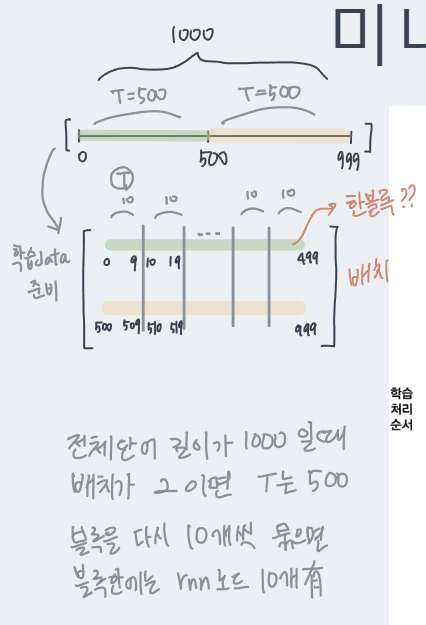 미니
1000
T=500 T=500
[ ]
0 500 999
T
10 10 10 10
한블록??
학습data
준비
...
0 9 10 19 499
배치
500 509 510 519 999
학습
처리
순서
전체단어 길이가 1000 일때
배치가 2 이면 T는 500
블록을 다시 10개씩 묶으면
블록안에는 rnn노드 10개有